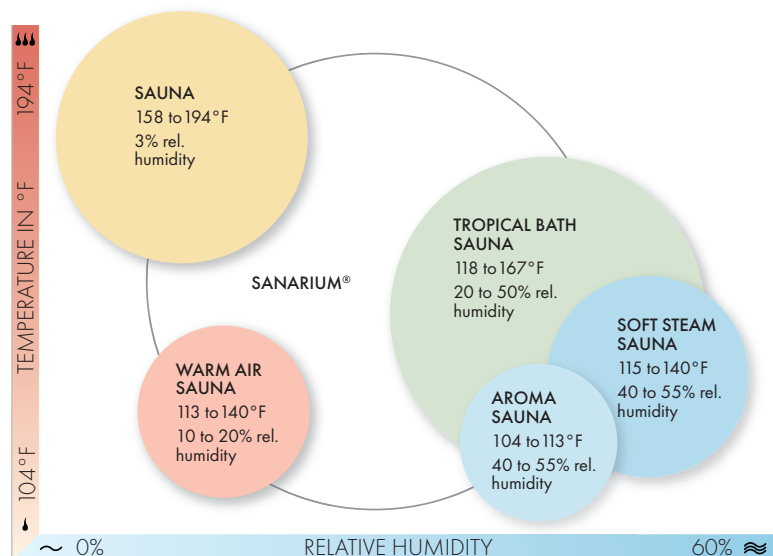 194°F
TEMPERATURE IN °F
104°F
SAUNA
158 to 194°F
3% rel.
humidity
SANARIUM®
TROPICAL BATH
SAUNA
118 to 167°F
20 to 50% rel.
humidity
SOFT STEAM
SAUNA
115 to 140°F
40 to 55% rel.
humidity
WARM AIR
SAUNA
113 to 140°F
10 to 20% rel.
humidity
AROMA
SAUNA
104 to 113°F
40 to 55% rel.
humidity
0%
RELATIVE HUMIDITY
60%